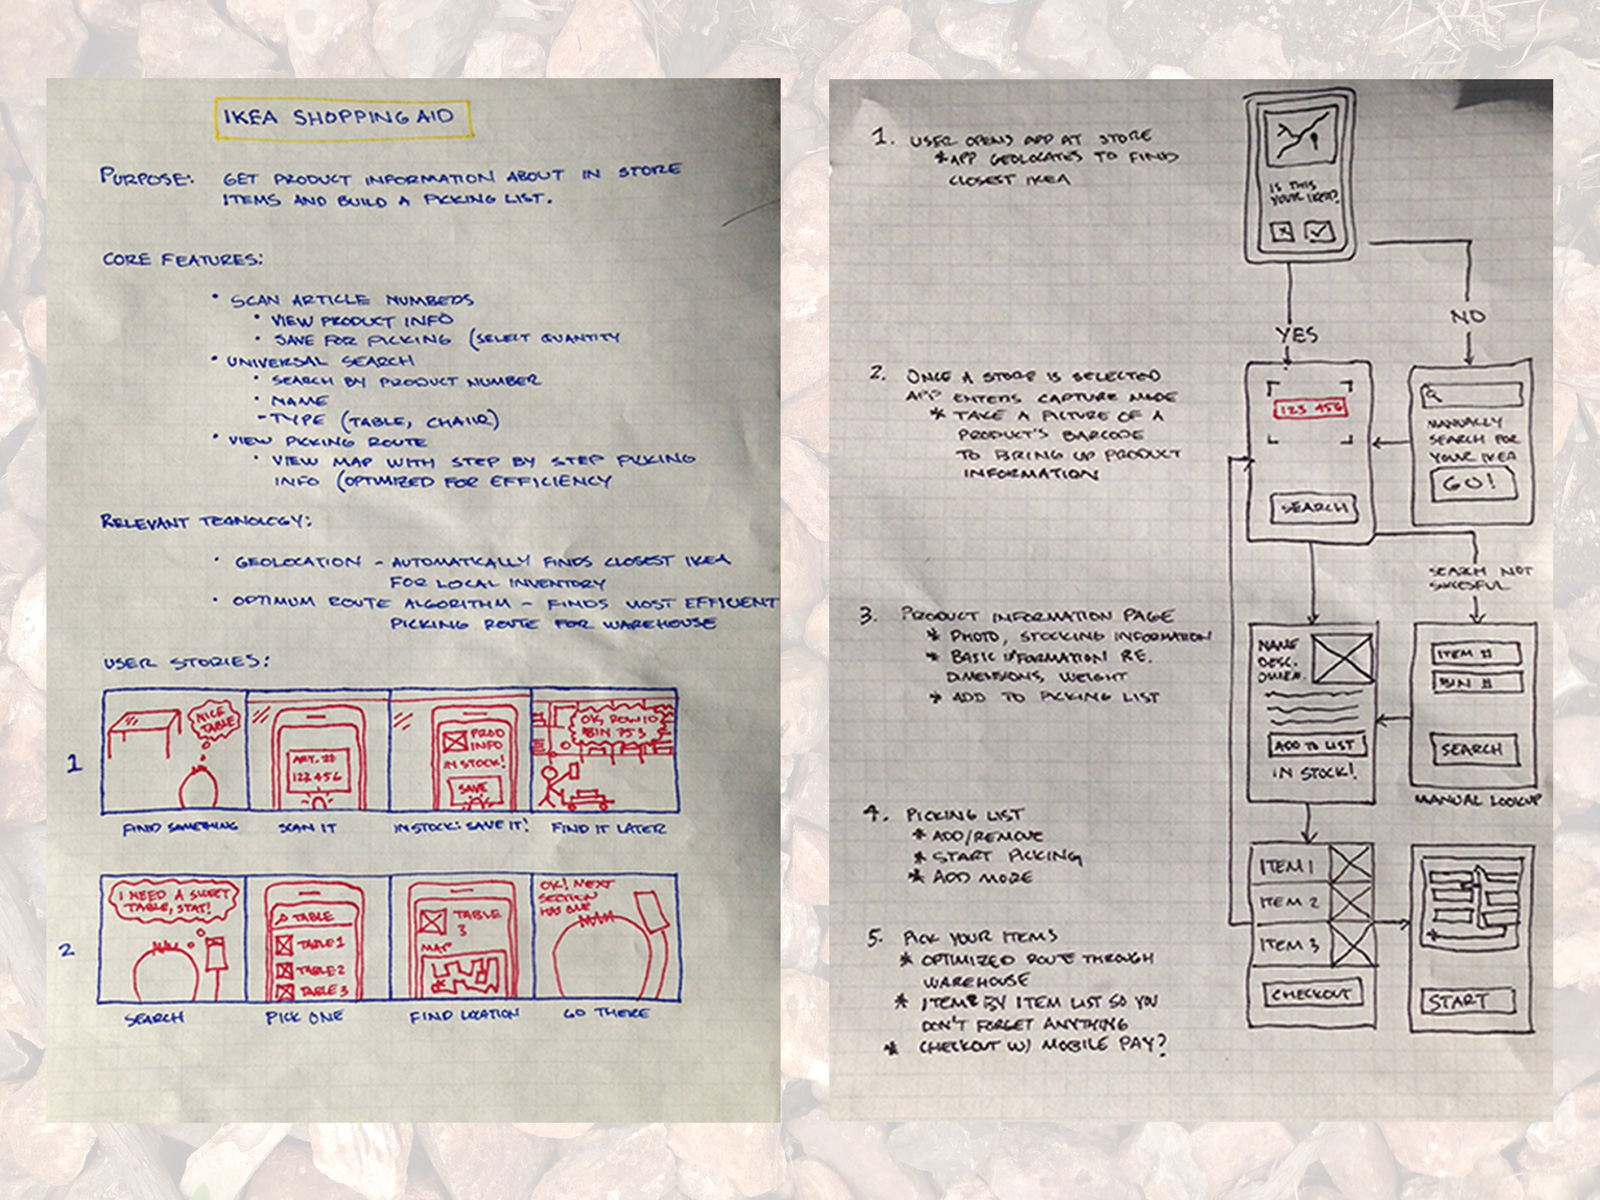 IKEA SHOPPING AID
PURPOSE: GET PRODUCT INFORMATION ABOUT IN STORE
ITEMS AND BUILD A PICKING LIST.
CORE FEATURES:
• SCAN ARTICLE NUMBERS
• VIEW PRODUCT INFO
• SAVE FOR PICKING (SELECT QUANTITY
• UNIVERSAL SEARCH
• SEARCH BY PRODUCT NUMBER
• NAME
- TYPE (TABLE, CHAIR)
• VIEW PICKING ROUTE
• VIEW MAP WITH STEP BY STEP PICKING
INFO (OPTIMIZED FOR EFFICIENCY
RELEVANT TECNOLOGY:
• GEOLOCATION - AUTOMATICALLY FINDS CLOSEST IKEA
FOR LOCAL INVENTORY
• OPTIMUM ROUTE ALGORITHM - FINDS MOST EFFICIENT
PICKING ROUTE FOR WAREHOUSE
USER STORIES:
1
NICE
TABLE
ART. #
123 456
PROD
INFO
IN STOCK!
SAVE
OK, ROW 10
BIN 753
FIND SOMETHING
SCAN IT
IN STOCK: SAVE IT!
FIND IT LATER
2
I NEED A SWEET
TABLE, STAT!
TABLE
TABLE 1
TABLE 2
TABLE 3
TABLE
3
MAP
OK! NEXT
SECTION
HAS ONE
SEARCH
PICK ONE
FIND LOCATION
GO THERE
1. USER OPENS APP AT STORE
* APP GEOLOCATES TO FIND
CLOSEST IKEA
2. ONCE A STORE IS SELECTED
APP ENTERS CAPTURE MODE
* TAKE A PICTURE OF A
PRODUCT'S BARCODE
TO BRING UP PRODUCT
INFORMATION
3. PRODUCT INFORMATION PAGE
* PHOTO, STOCKING INFORMATION
* BASIC INFORMATION RE.
DIMENSIONS, WEIGHT
* ADD TO PICKING LIST
4. PICKING LIST
* ADD/REMOVE
* START PICKING
* ADD MORE
5. PICK YOUR ITEMS
* OPTIMIZED ROUTE THROUGH
WAREHOUSE
* ITEM BY ITEM LIST SO YOU
DON'T FORGET ANYTHING
* CHECKOUT W/ MOBILE PAY?
IS THIS
YOUR IKEA?
YES
NO
123 456
SEARCH
MANUALLY
SEARCH FOR
YOUR IKEA
GO!
SEARCH NOT
SUCCESFUL
NAME
DESC.
DIMEN.
ADD TO LIST
IN STOCK!
ITEM #
BIN #
SEARCH
MANUAL LOOKUP
ITEM 1
ITEM 2
ITEM 3
CHECKOUT
START